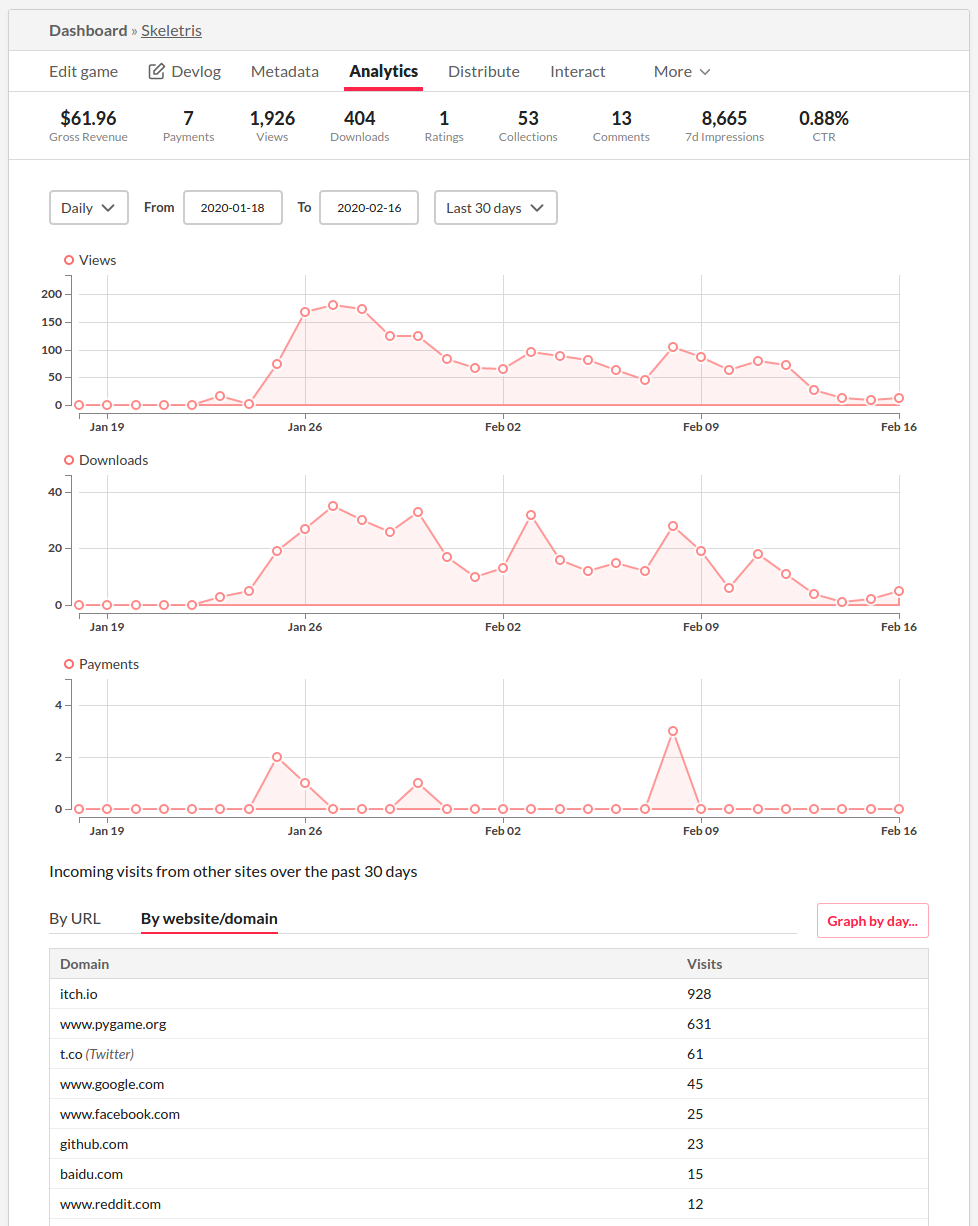 Dashboard » Skeletris
Edit game Devlog Metadata Analytics Distribute Interact More
$61.96 7 1,926 404 1 53 13 8,665 0.88%
Gross Revenue Payments Views Downloads Ratings Collections Comments 7d Impressions CTR
Daily From 2020-01-18 To 2020-02-16 Last 30 days
Views
200
150
100
50
0
Jan 19 Jan 26 Feb 02 Feb 09 Feb 16
Downloads
40
20
0
Jan 19 Jan 26 Feb 02 Feb 09 Feb 16
Payments
4
2
0
Jan 19 Jan 26 Feb 02 Feb 09 Feb 16
Incoming visits from other sites over the past 30 days
By URL By website/domain Graph by day...
Domain Visits
itch.io 928
www.pygame.org 631
t.co (Twitter) 61
www.google.com 45
www.facebook.com 25
github.com 23
baidu.com 15
www.reddit.com 12